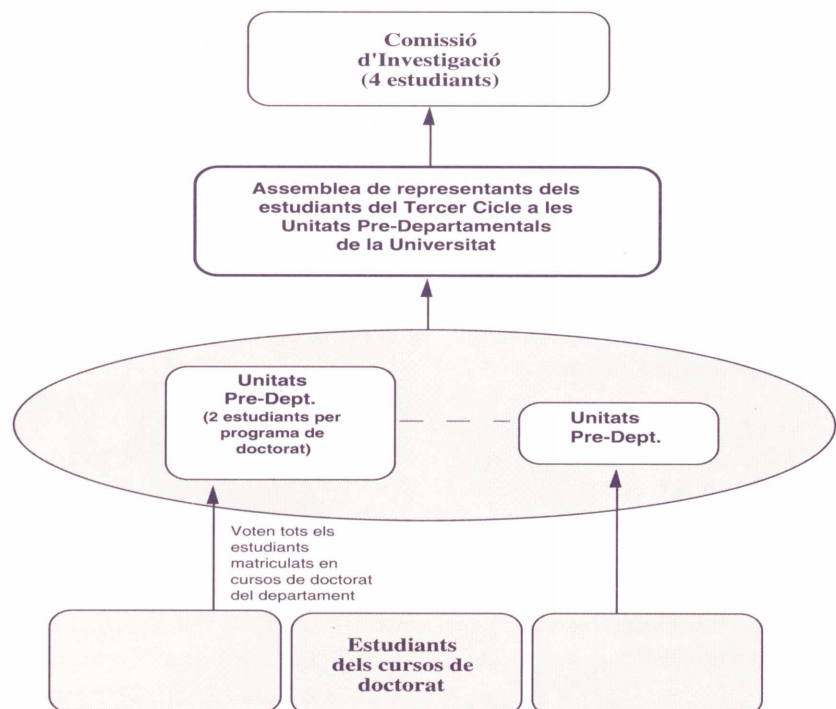 Comissió
d'Investigació
(4 estudiants)
Assemblea de representants dels
estudiants del Tercer Cicle a les
Unitats Pre-Departamentals
de la Universitat
Unitats
Pre-Dept.
(2 estudiants per
programa de
doctorat)
Unitats
Pre-Dept.
Voten tots els
estudiants
matriculats en
cursos de doctorat
del departament
Estudiants
dels cursos de
doctorat